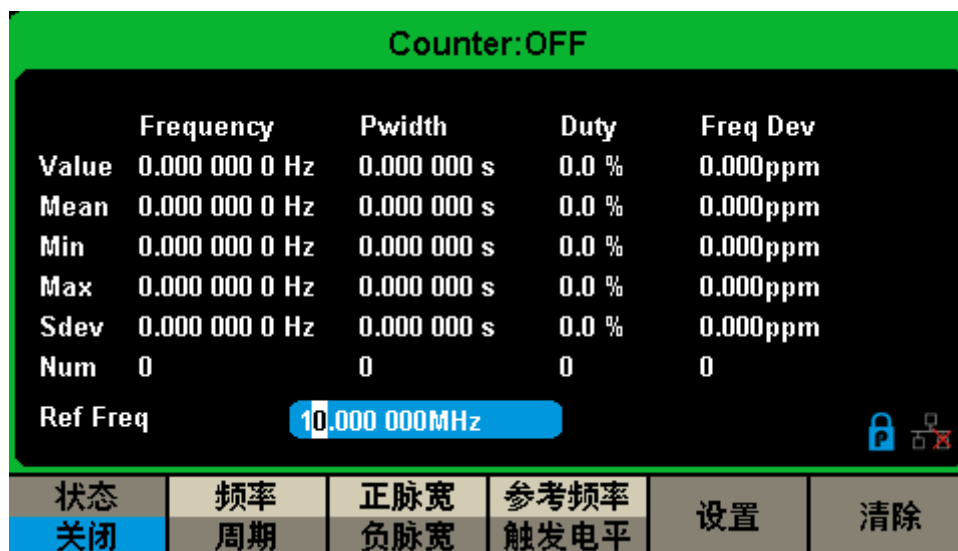 Counter:OFF
Frequency Pwidth Duty Freq Dev
Value 0.000 000 0 Hz 0.000 000 s 0.0 % 0.000ppm
Mean 0.000 000 0 Hz 0.000 000 s 0.0 % 0.000ppm
Min 0.000 000 0 Hz 0.000 000 s 0.0 % 0.000ppm
Max 0.000 000 0 Hz 0.000 000 s 0.0 % 0.000ppm
Sdev 0.000 000 0 Hz 0.000 000 s 0.0 % 0.000ppm
Num 0 0 0 0
Ref Freq 10.000 000MHz
P
状态 频率 正脉宽 参考频率 设置 清除
关闭 周期 负脉宽 触发电平